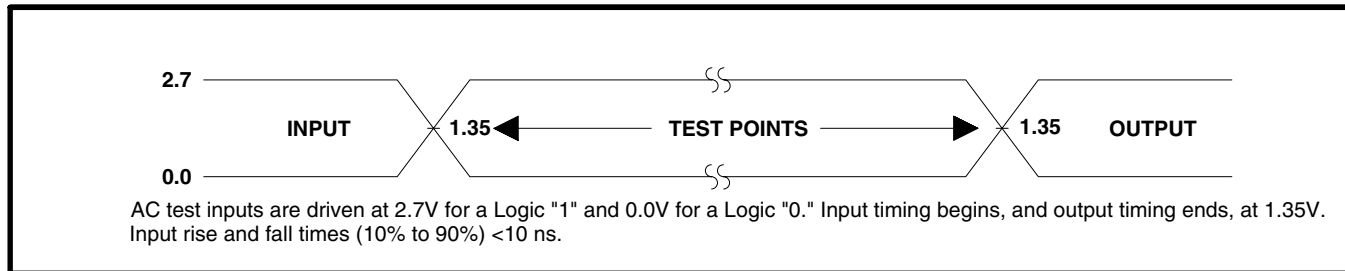 2.7
INPUT 1.35 TEST POINTS 1.35 OUTPUT
0.0
AC test inputs are driven at 2.7V for a Logic "1" and 0.0V for a Logic "0." Input timing begins, and output timing ends, at 1.35V.
Input rise and fall times (10% to 90%) <10 ns.